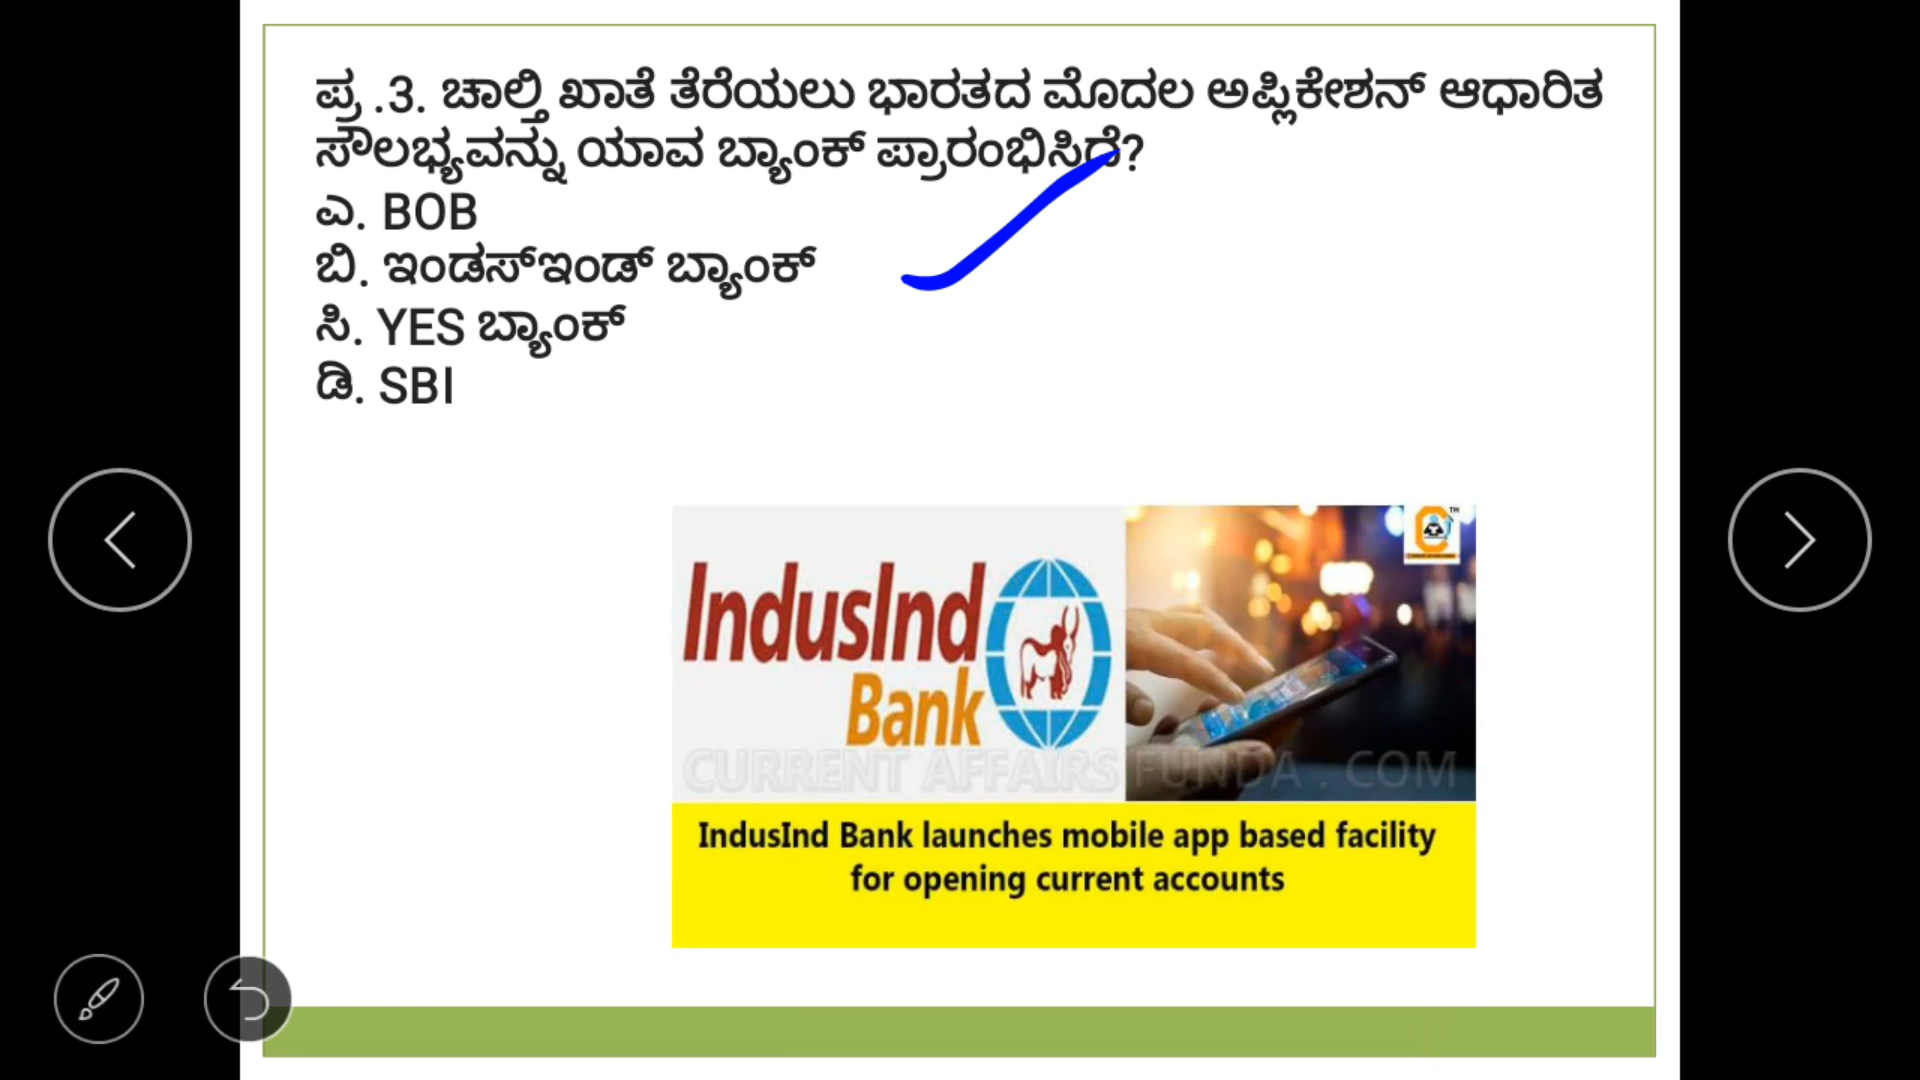 ಪ್ರ .3. ಚಾಲ್ತಿ ಖಾತೆ ತೆರೆಯಲು ಭಾರತದ ಮೊದಲ ಅಪ್ಲಿಕೇಶನ್ ಆಧಾರಿತ
ಸೌಲಭ್ಯವನ್ನು ಯಾವ ಬ್ಯಾಂಕ್ ಪ್ರಾರಂಭಿಸಿದೆ?
ಎ. BOB
ಬಿ. ಇಂಡಸ್‌ಇಂಡ್ ಬ್ಯಾಂಕ್
ಸಿ. YES ಬ್ಯಾಂಕ್
ಡಿ. SBI
IndusInd
Bank
CURRENT AFFAIRS FUNDA . COM
IndusInd Bank launches mobile app based facility
for opening current accounts